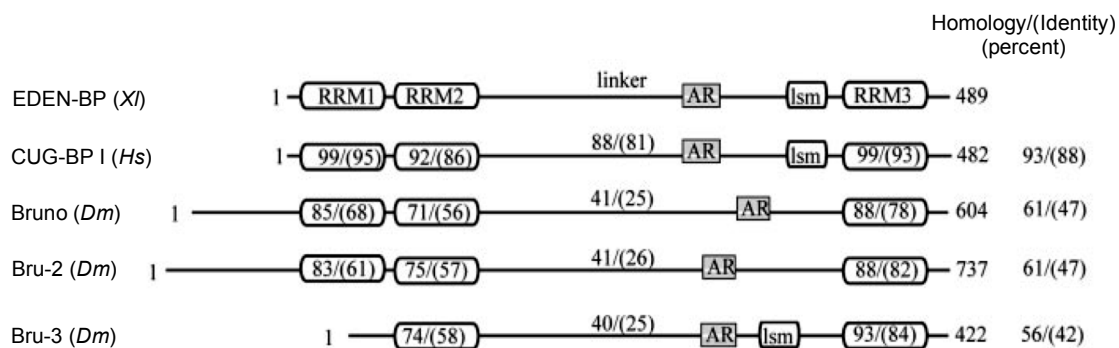 Homology/(Identity)
(percent)
linker
EDEN-BP (Xl) 1 RRM1 RRM2 AR lsm RRM3 489
88/(81)
CUG-BP I (Hs) 1 99/(95) 92/(86) AR lsm 99/(93) 482 93/(88)
41/(25)
Bruno (Dm) 1 85/(68) 71/(56) AR 88/(78) 604 61/(47)
41/(26)
Bru-2 (Dm) 1 83/(61) 75/(57) AR 88/(82) 737 61/(47)
40/(25)
Bru-3 (Dm) 1 74/(58) AR lsm 93/(84) 422 56/(42)